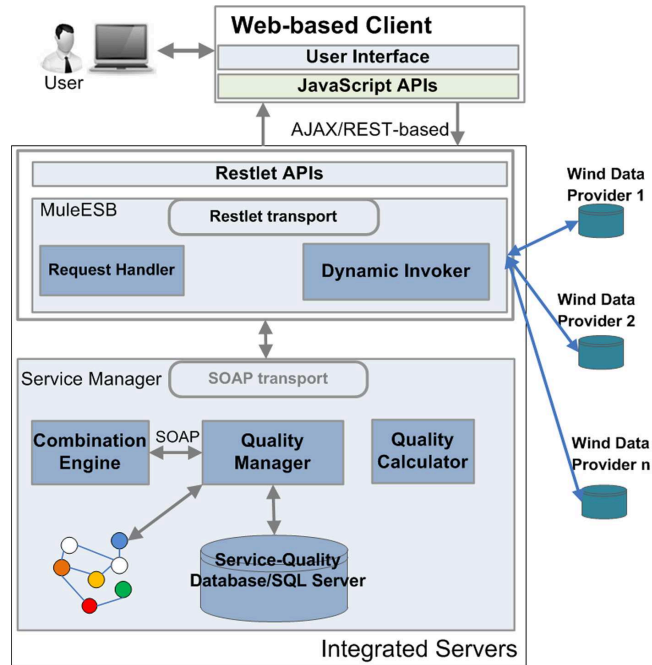 Web-based Client
User Interface
JavaScript APIs
User
AJAX/REST-based
Restlet APIs
MuleESB
Restlet transport
Request Handler
Dynamic Invoker
Wind Data
Provider 1
Wind Data
Provider 2
Wind Data
Provider n
Service Manager
SOAP transport
Combination
Engine
SOAP
Quality
Manager
Quality
Calculator
Service-Quality
Database/SQL Server
Integrated Servers